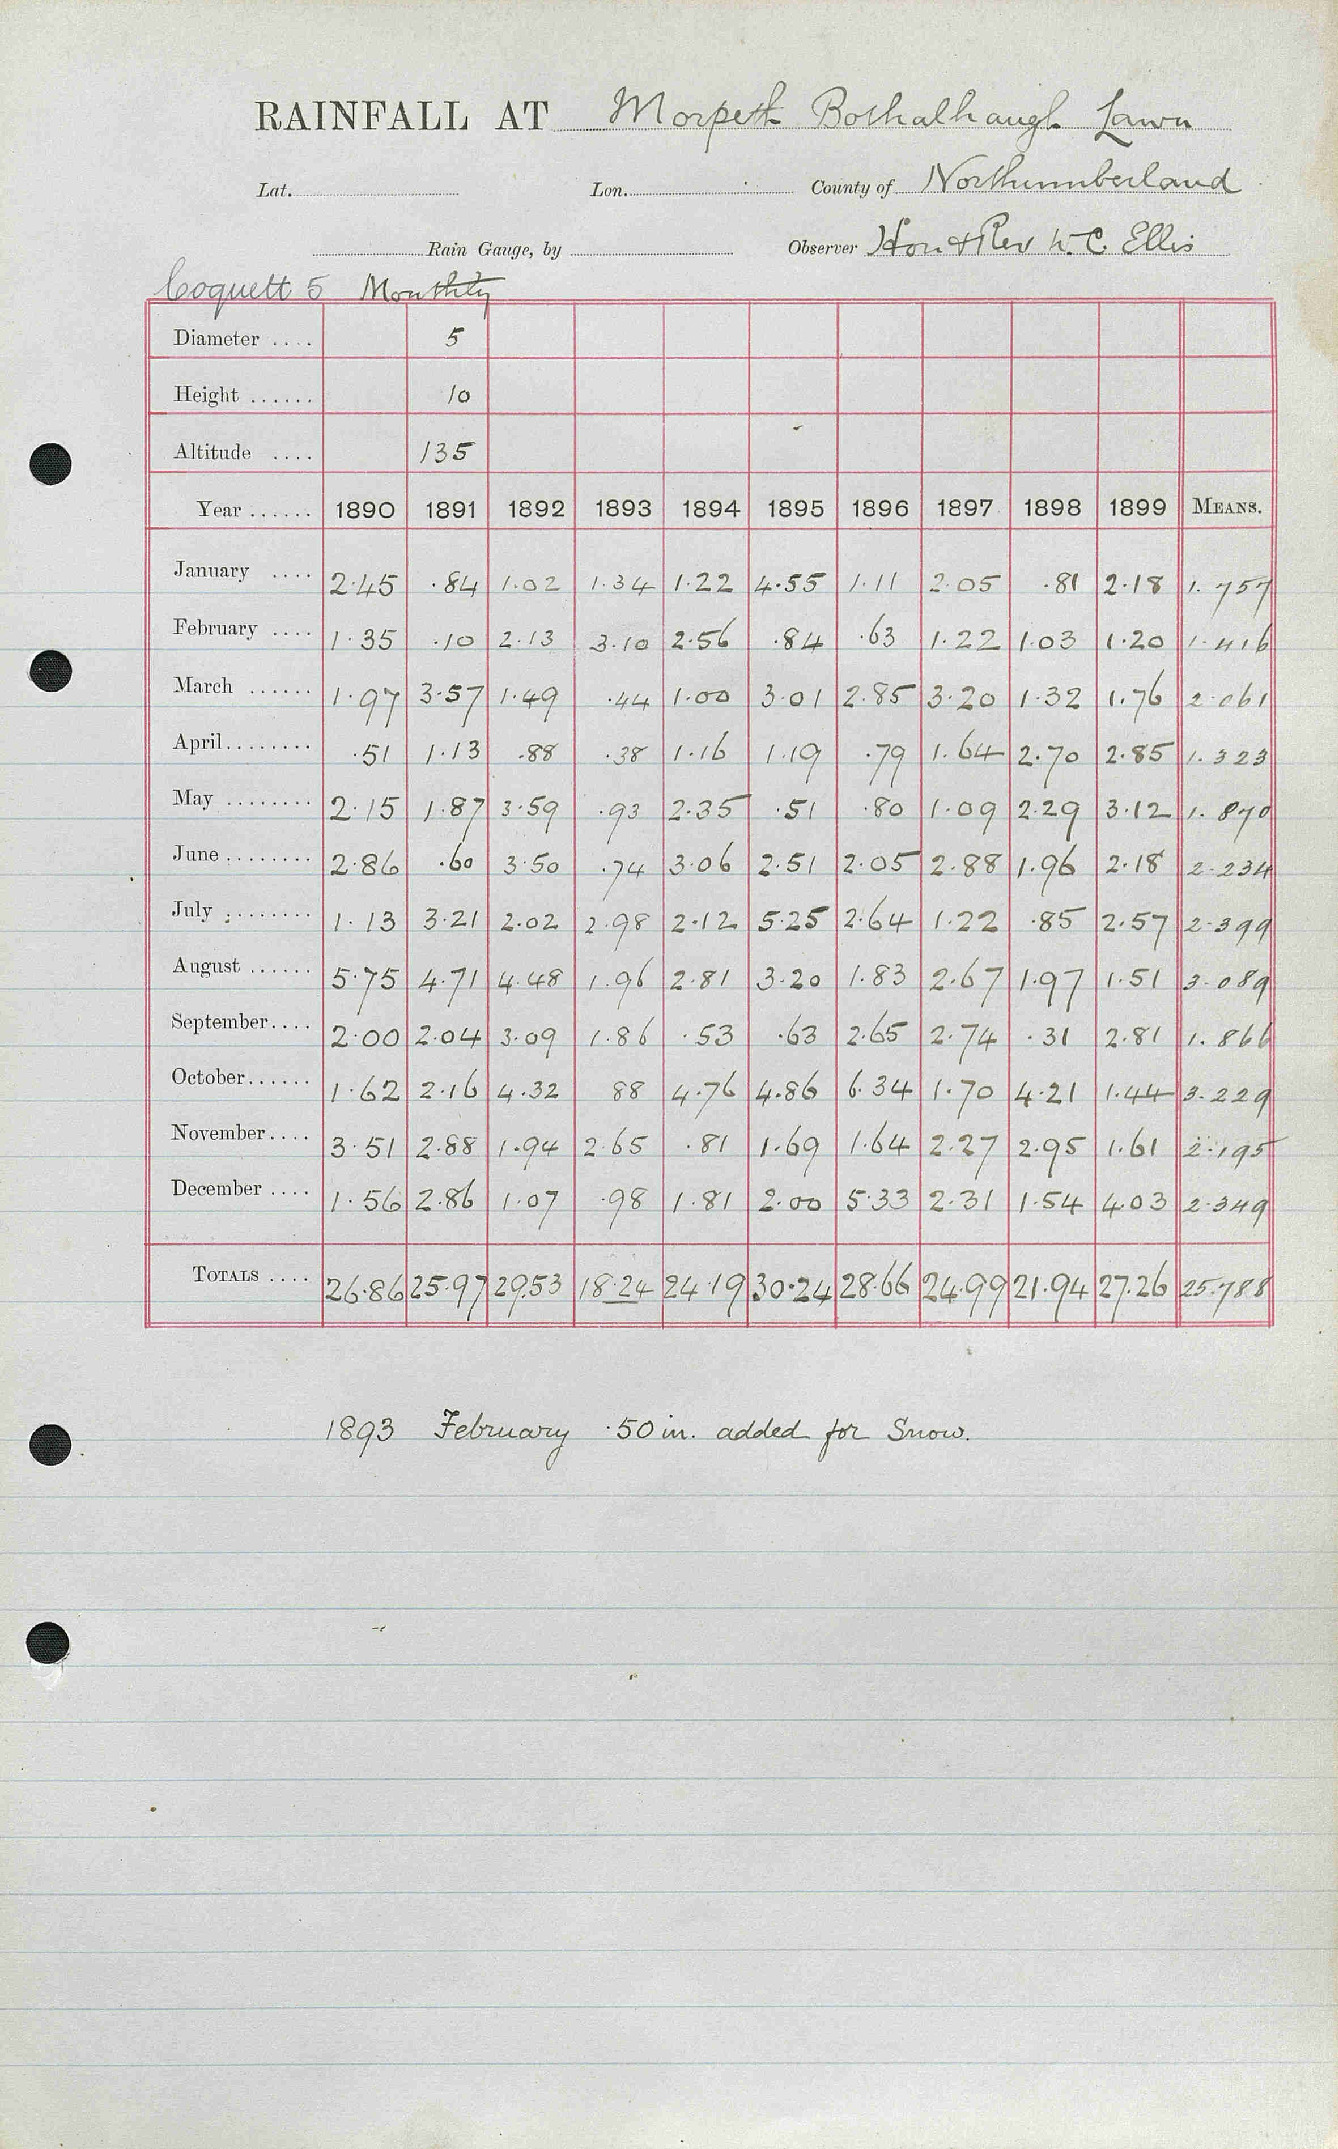 RAINFALL AT Morpeth Bothalhaugh Lawn
Lat. Lon. County of Northumberland
Rain Gauge, by Observer Hon & Rev W. C. Ellis
Coquett 5 Monthly
Diameter .... 5
Height ...... 10
Altitude .... 135
Year ...... 1890 1891 1892 1893 1894 1895 1896 1897 1898 1899 MEANS.
January .... 2.45 .84 1.02 1.34 1.22 4.55 1.11 2.05 .81 2.18 1.757
February .... 1.35 .10 2.13 3.10 2.56 .84 .63 1.22 1.03 1.20 1.416
March ...... 1.97 3.57 1.49 .44 1.00 3.01 2.85 3.20 1.32 1.76 2.061
April........ .51 1.13 .88 .38 1.16 1.19 .79 1.64 2.70 2.85 1.323
May ........ 2.15 1.87 3.59 .93 2.35 .51 .80 1.09 2.29 3.12 1.870
June ........ 2.86 .60 3.50 .74 3.06 2.51 2.05 2.88 1.96 2.18 2.234
July ........ 1.13 3.21 2.02 2.98 2.12 5.25 2.64 1.22 .85 2.57 2.399
August ...... 5.75 4.71 4.48 1.96 2.81 3.20 1.83 2.67 1.97 1.51 3.089
September.... 2.00 2.04 3.09 1.86 .53 .63 2.65 2.74 .31 2.81 1.866
October...... 1.62 2.16 4.32 88 4.76 4.86 6.34 1.70 4.21 1.44 3.229
November.... 3.51 2.88 1.94 2.65 .81 1.69 1.64 2.27 2.95 1.61 2.195
December .... 1.56 2.86 1.07 .98 1.81 2.00 5.33 2.31 1.54 4.03 2.349
TOTALS .... 26.86 25.97 29.53 18.24 24.19 30.24 28.66 24.99 21.94 27.26 25.788
1893 February .50 in. added for Snow.